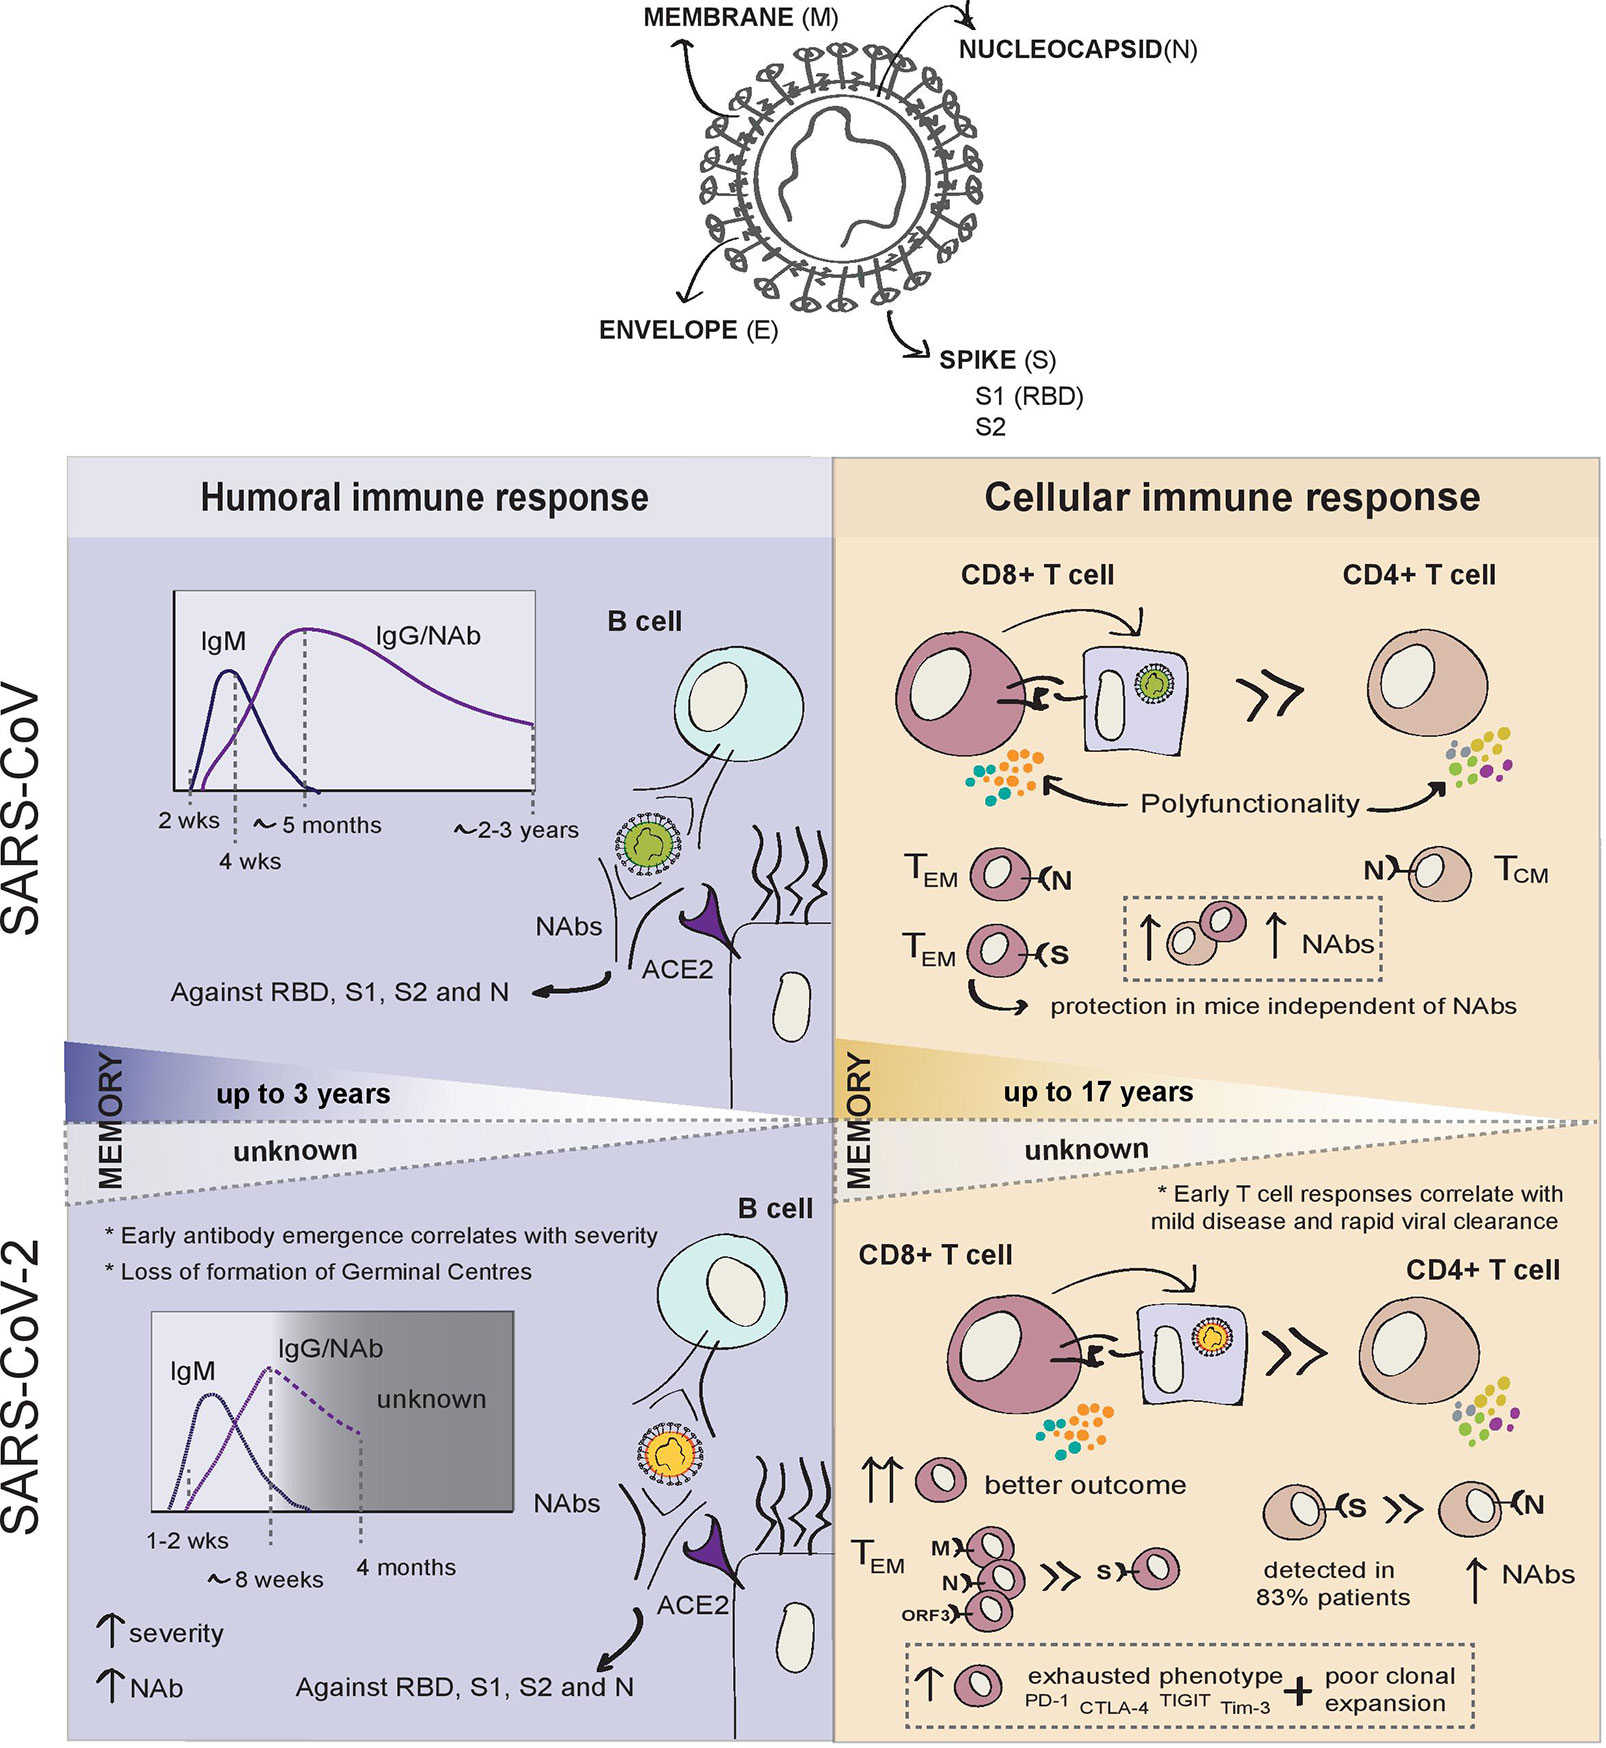 MEMBRANE (M)
NUCLEOCAPSID(N)
ENVELOPE (E)
SPIKE (S)
S1 (RBD)
S2
Humoral immune response
Cellular immune response
SARS-CoV
IgM
IgG/NAb
2 wks
4 wks
~ 5 months
~2-3 years
B cell
NAbs
ACE2
Against RBD, S1, S2 and N
CD8+ T cell
CD4+ T cell
Polyfunctionality
TEM
N
N
TCM
TEM
S
NAbs
protection in mice independent of NAbs
MEMORY
up to 3 years
unknown
MEMORY
up to 17 years
unknown
SARS-CoV-2
* Early antibody emergence correlates with severity
* Loss of formation of Germinal Centres
B cell
IgM
IgG/NAb
unknown
1-2 wks
~ 8 weeks
4 months
NAbs
ACE2
severity
NAb
Against RBD, S1, S2 and N
* Early T cell responses correlate with
mild disease and rapid viral clearance
CD8+ T cell
CD4+ T cell
better outcome
TEM
M
N
ORF3
S
S
N
detected in
83% patients
NAbs
exhausted phenotype
PD-1 CTLA-4 TIGIT Tim-3
+
poor clonal
expansion